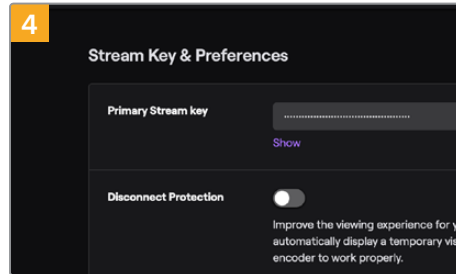 4
Stream Key & Preferences
Primary Stream key
Show
Disconnect Protection
Improve the viewing experience for
automatically display a temporary
encoder to work properly.